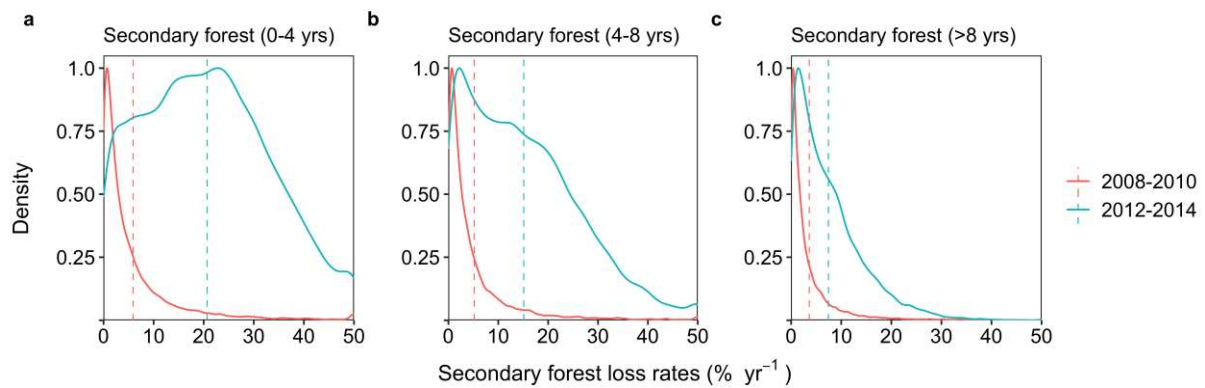 a
Secondary forest (0-4 yrs)
b
Secondary forest (4-8 yrs)
c
Secondary forest (>8 yrs)
Density
1.0
0.75
0.50
0.25
0 10 20 30 40 50
1.0
0.75
0.50
0.25
0 10 20 30 40 50
1.0
0.75
0.50
0.25
0 10 20 30 40 50
Secondary forest loss rates (% yr⁻¹)
2008-2010
2012-2014